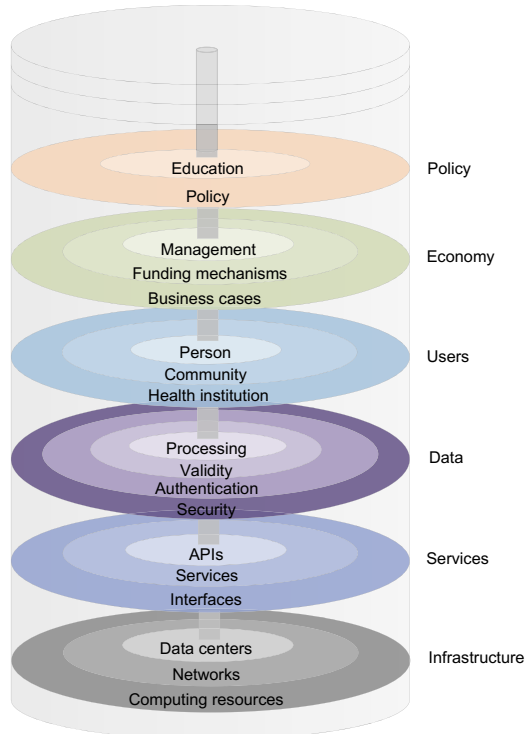 Education
Policy
Policy
Management
Funding mechanisms
Business cases
Economy
Person
Community
Health institution
Users
Processing
Validity
Authentication
Security
Data
APIs
Services
Interfaces
Services
Data centers
Networks
Computing resources
Infrastructure